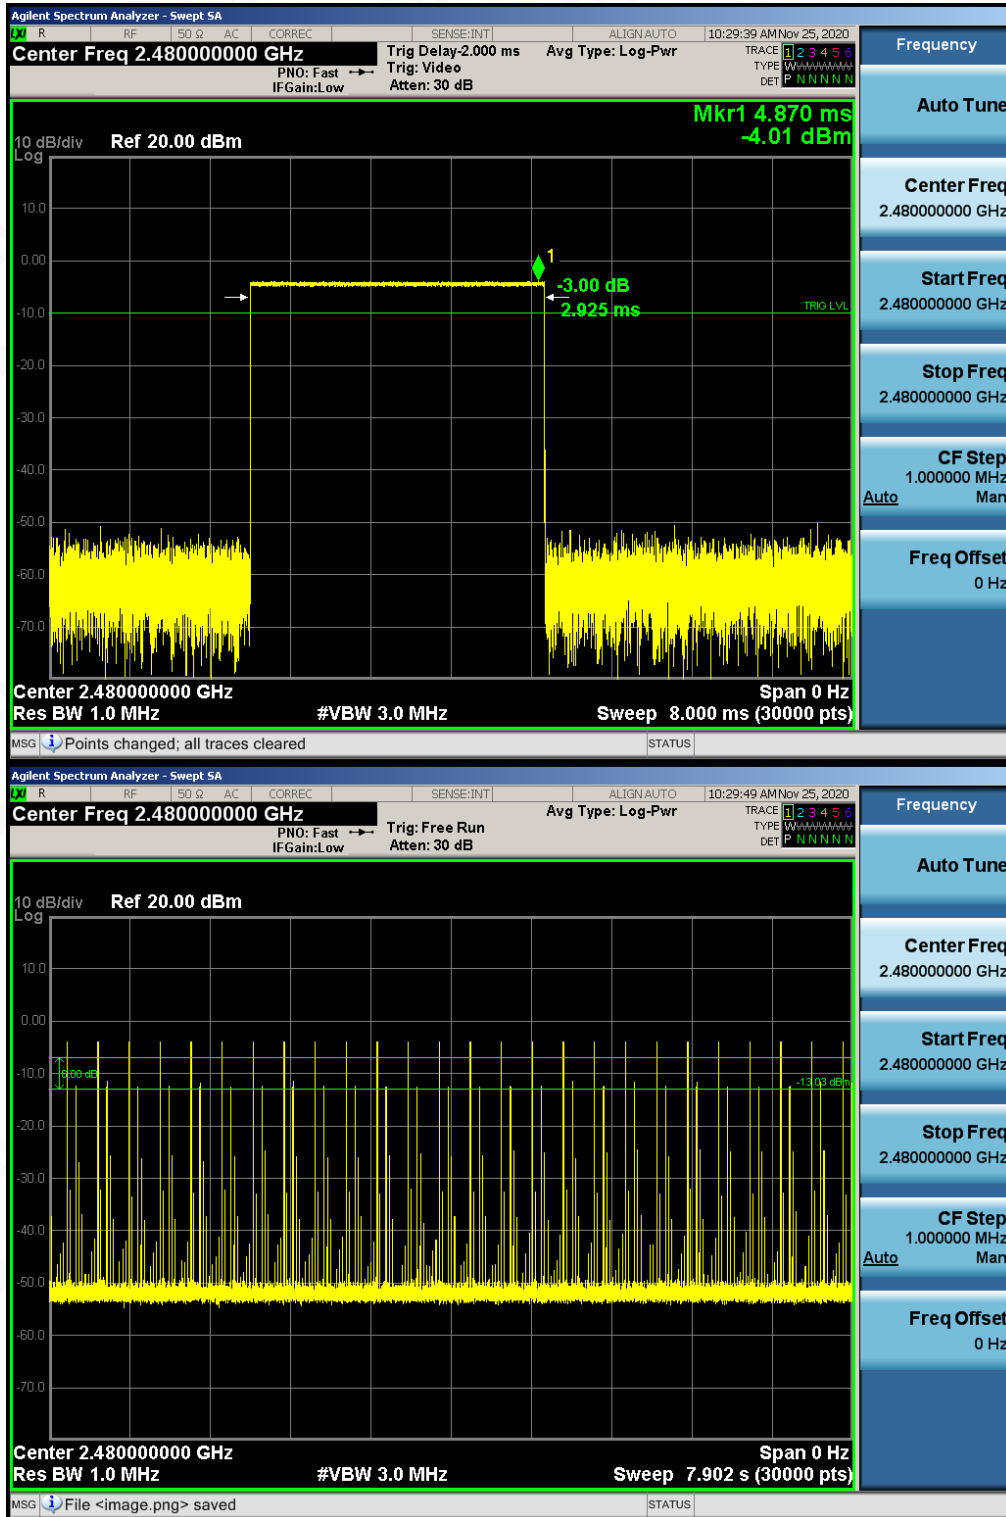 Agilent Spectrum Analyzer - Swept SA
LXI R RF 50 Ω AC CORREC SENSE:INT ALIGN AUTO 10:29:39 AM Nov 25, 2020
Center Freq 2.480000000 GHz
PNO: Fast
IFGain:Low
Trig Delay-2.000 ms
Trig: Video
Atten: 30 dB
Avg Type: Log-Pwr
TRACE 1 2 3 4 5 6
TYPE WWWWWW
DET P N N N N N
Mkr1 4.870 ms
-4.01 dBm
10 dB/div
Log
Ref 20.00 dBm
10.0
0.00
-10.0
-20.0
-30.0
-40.0
-50.0
-60.0
-70.0
1
-3.00 dB
2.925 ms
TRIG LVL
Center 2.480000000 GHz
Span 0 Hz
Res BW 1.0 MHz
#VBW 3.0 MHz
Sweep 8.000 ms (30000 pts)
MSG Points changed; all traces cleared
STATUS
Frequency
Auto Tune
Center Freq
2.480000000 GHz
Start Freq
2.480000000 GHz
Stop Freq
2.480000000 GHz
CF Step
1.000000 MHz
Auto Man
Freq Offset
0 Hz
Agilent Spectrum Analyzer - Swept SA
LXI R RF 50 Ω AC CORREC SENSE:INT ALIGN AUTO 10:29:49 AM Nov 25, 2020
Center Freq 2.480000000 GHz
PNO: Fast
IFGain:Low
Trig: Free Run
Atten: 30 dB
Avg Type: Log-Pwr
TRACE 1 2 3 4 5 6
TYPE WWWWWW
DET P N N N N N
10 dB/div
Log
Ref 20.00 dBm
10.0
0.00
-10.0
-20.0
-30.0
-40.0
-50.0
-60.0
-70.0
6.00 dB
-13.03 dBm
Center 2.480000000 GHz
Span 0 Hz
Res BW 1.0 MHz
#VBW 3.0 MHz
Sweep 7.902 s (30000 pts)
MSG File <image.png> saved
STATUS
Frequency
Auto Tune
Center Freq
2.480000000 GHz
Start Freq
2.480000000 GHz
Stop Freq
2.480000000 GHz
CF Step
1.000000 MHz
Auto Man
Freq Offset
0 Hz